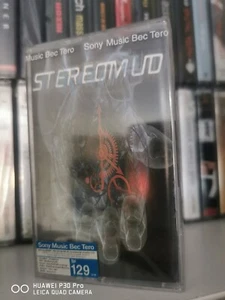 Music Bec Tero
Sony Music Bec Tero
STEREOMUD
Sony Music Bec Tero
129
HUAWEI P30 Pro
LEICA QUAD CAMERA